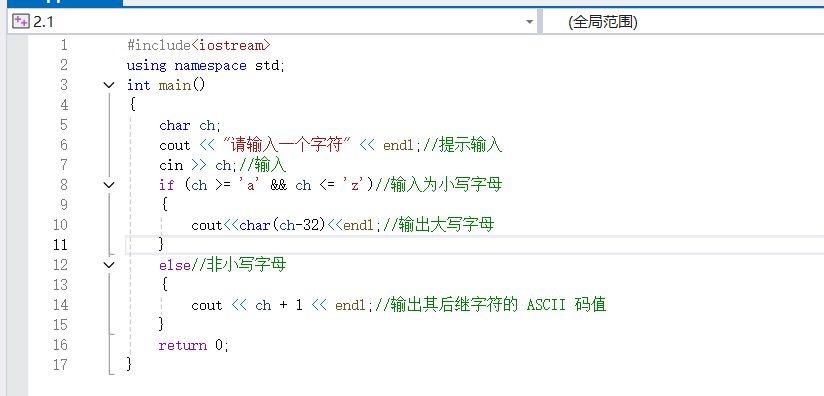 2.1 (全局范围)
1 #include<iostream>
2 using namespace std;
3 int main()
4 {
5 char ch;
6 cout << "请输入一个字符" << endl;//提示输入
7 cin >> ch;//输入
8 if (ch >= 'a' && ch <= 'z')//输入为小写字母
9 {
10 cout<<char(ch-32)<<endl;//输出大写字母
11 }
12 else//非小写字母
13 {
14 cout << ch + 1 << endl;//输出其后继字符的 ASCII 码值
15 }
16 return 0;
17 }